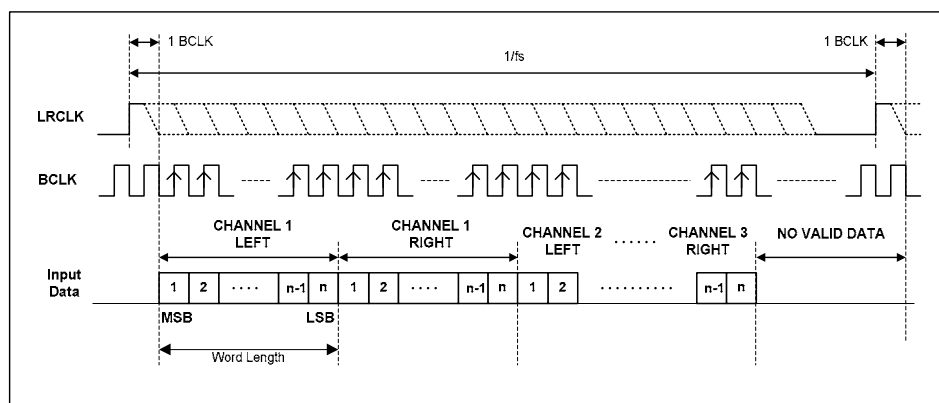 1 BCLK
1 BCLK
1/fs
LRCLK
BCLK
CHANNEL 1
LEFT
CHANNEL 1
RIGHT
CHANNEL 2
LEFT
......
CHANNEL 3
RIGHT
NO VALID DATA
Input
Data
1 2 .... n-1 n 1 2 .... n-1 n 1 2 .......... n-1 n
MSB
LSB
Word Length